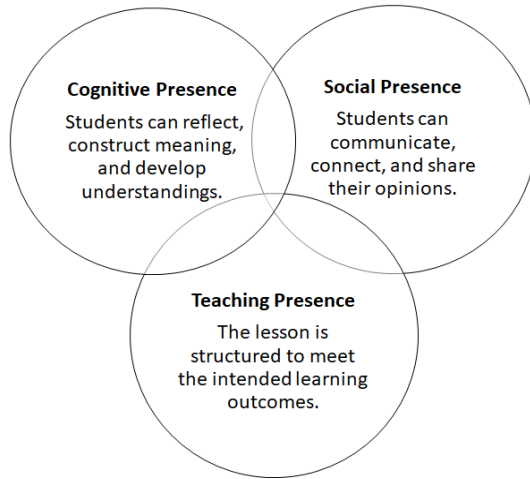 Cognitive Presence
Students can reflect,
construct meaning,
and develop
understandings.
Social Presence
Students can
communicate,
connect, and share
their opinions.
Teaching Presence
The lesson is
structured to meet
the intended learning
outcomes.